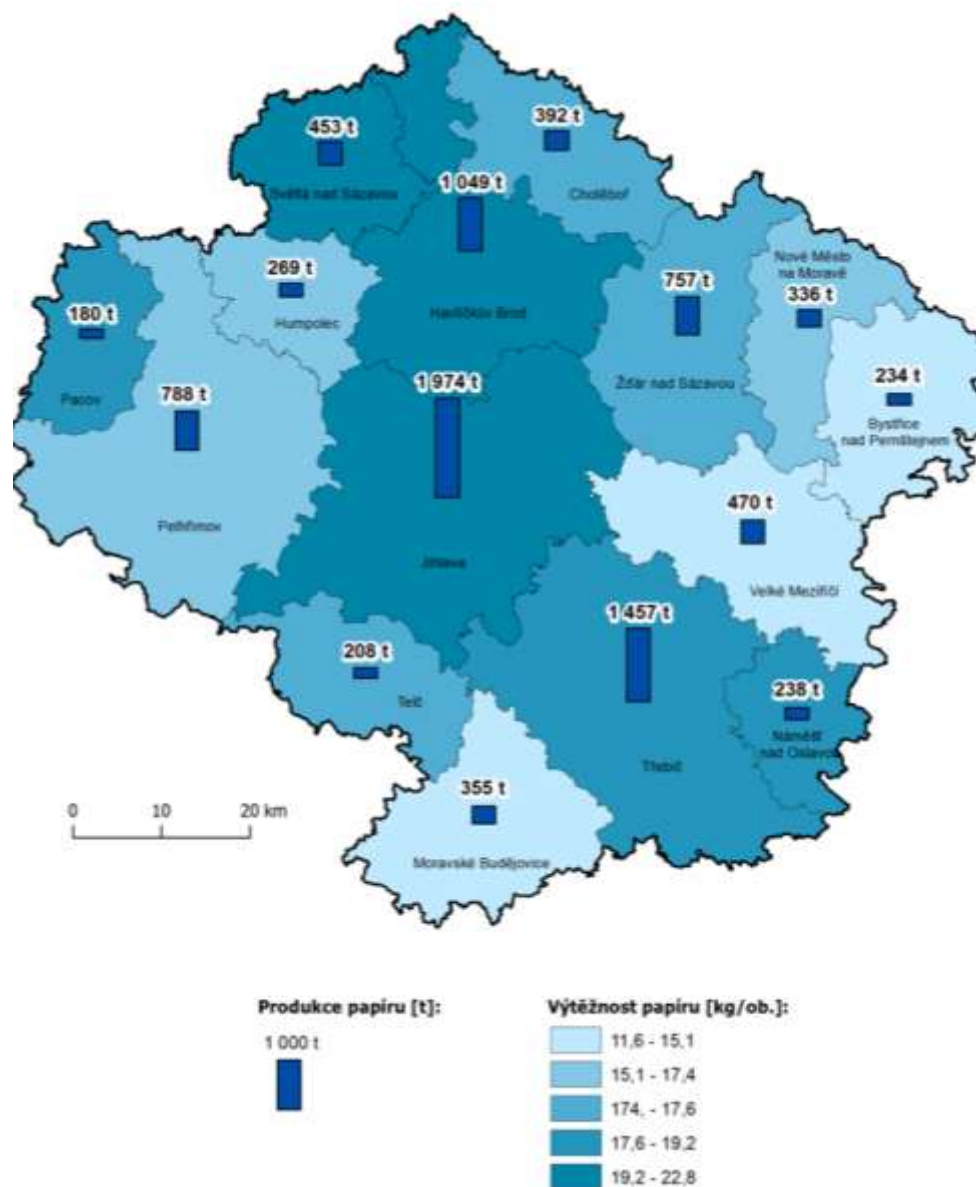 453 t
Světlá nad Sázavou
392 t
Chotěboř
1 049 t
Havlíčkův Brod
269 t
Humpolec
180 t
Pacov
788 t
Pelhřimov
1 974 t
Jihlava
757 t
Žďár nad Sázavou
Nové Město
na Moravě
336 t
234 t
Bystřice
nad Pernštejnem
470 t
Velké Meziříčí
1 457 t
Třebíč
238 t
Náměšť
nad Oslavou
208 t
Telč
355 t
Moravské Budějovice
0 10 20 km
Produkce papíru [t]:
1 000 t
Výtěžnost papíru [kg/ob.]:
11,6 - 15,1
15,1 - 17,4
174, - 17,6
17,6 - 19,2
19,2 - 22,8